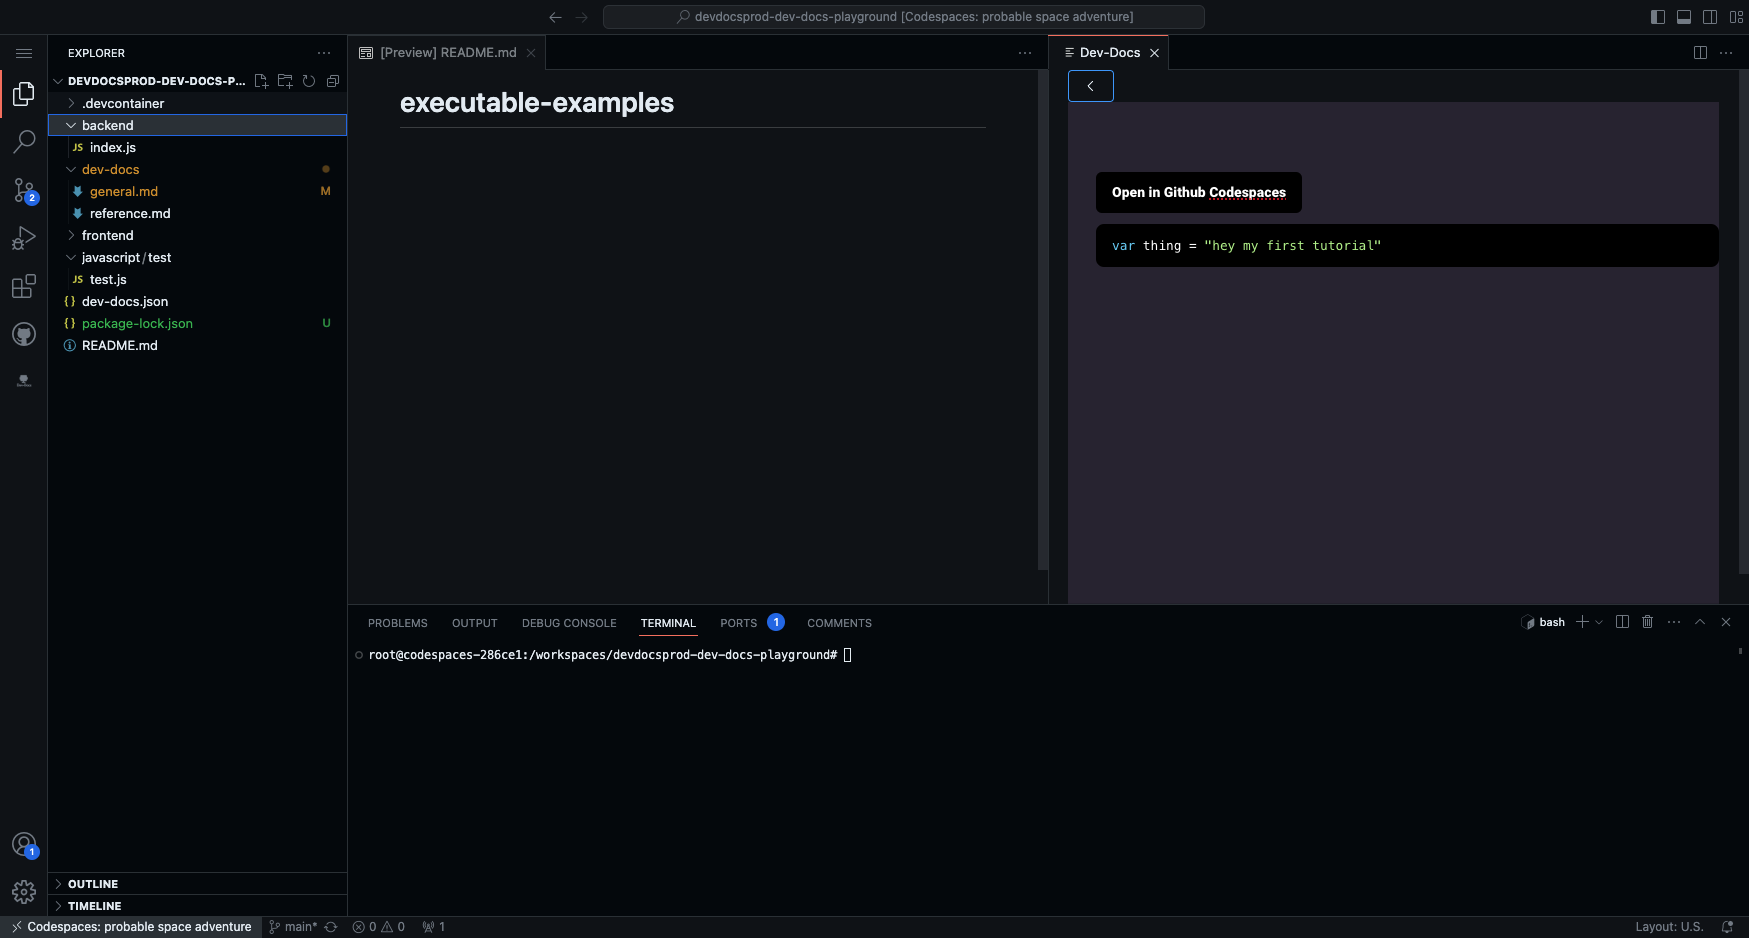 devdocsprod-dev-docs-playground [Codespaces: probable space adventure]
EXPLORER
DEVDOCSPROD-DEV-DOCS-P...
.devcontainer
backend
JS index.js
dev-docs
general.md M
reference.md
frontend
javascript/test
JS test.js
{} dev-docs.json
{} package-lock.json U
README.md
OUTLINE
TIMELINE
2
1
[Preview] README.md
executable-examples
Dev-Docs
Open in Github Codespaces
var thing = "hey my first tutorial"
PROBLEMS OUTPUT DEBUG CONSOLE TERMINAL PORTS 1 COMMENTS
bash
root@codespaces-286ce1:/workspaces/devdocsprod-dev-docs-playground#
Codespaces: probable space adventure main* 0 0 1 Layout: U.S.